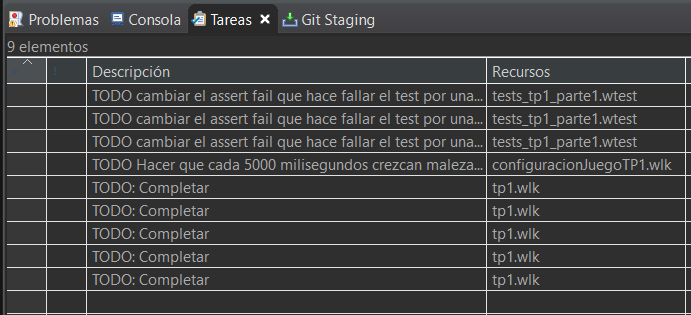 Problemas Consola Tareas Git Staging
9 elementos
Descripción Recursos
TODO cambiar el assert fail que hace fallar el test por una... tests_tp1_parte1.wtest
TODO cambiar el assert fail que hace fallar el test por una... tests_tp1_parte1.wtest
TODO cambiar el assert fail que hace fallar el test por una... tests_tp1_parte1.wtest
TODO Hacer que cada 5000 milisegundos crezcan maleza... configuracionJuegoTP1.wlk
TODO: Completar tp1.wlk
TODO: Completar tp1.wlk
TODO: Completar tp1.wlk
TODO: Completar tp1.wlk
TODO: Completar tp1.wlk